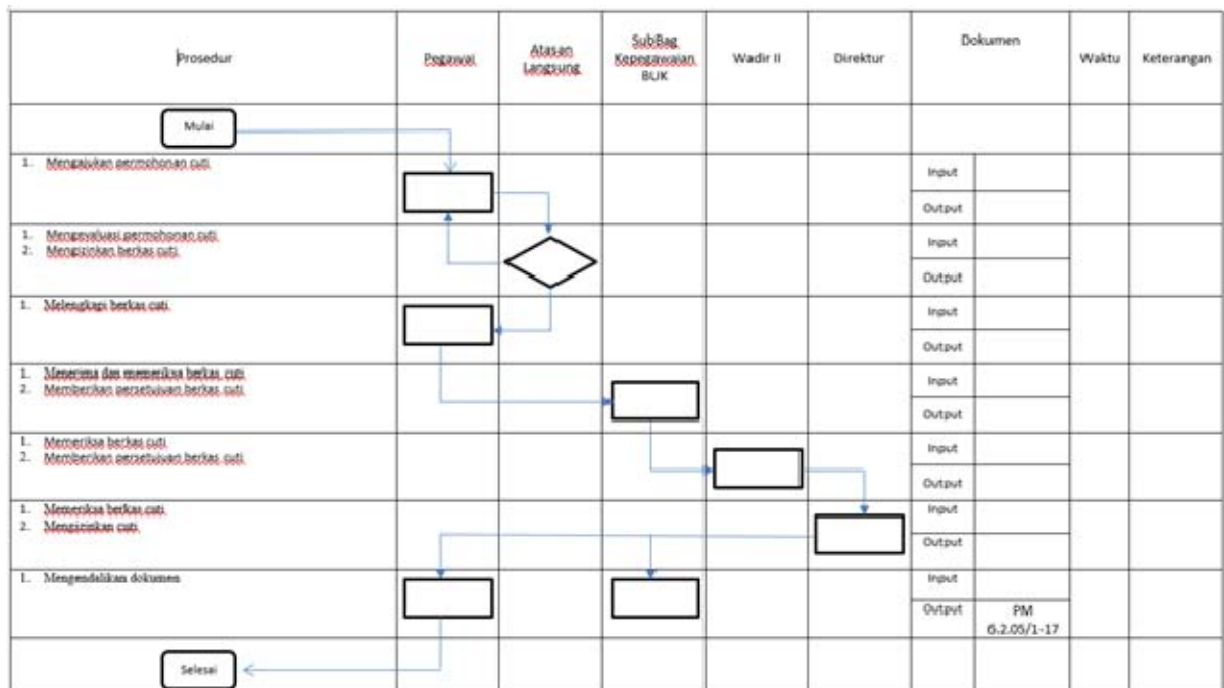 Prosedur
Pegawai
Atasan
Langsung
SubBag
Kepegawaian
BUK
Wadir II
Direktur
Dokumen
Waktu
Keterangan
Mulai
1. Mengajukan permohonan cuti
Input
Output
1. Mengevaluasi permohonan cuti
2. Mengizinkan berkas cuti
Input
Output
1. Melengkapi berkas cuti
Input
Output
1. Menerima dan memeriksa berkas cuti
2. Memberikan persetujuan berkas cuti
Input
Output
1. Memeriksa berkas cuti
2. Memberikan persetujuan berkas cuti
Input
Output
1. Memeriksa berkas cuti
2. Mengizinkan cuti
Input
Output
1. Mengendalikan dokumen
Input
Output
PM
6.2.05/1-17
Selesai